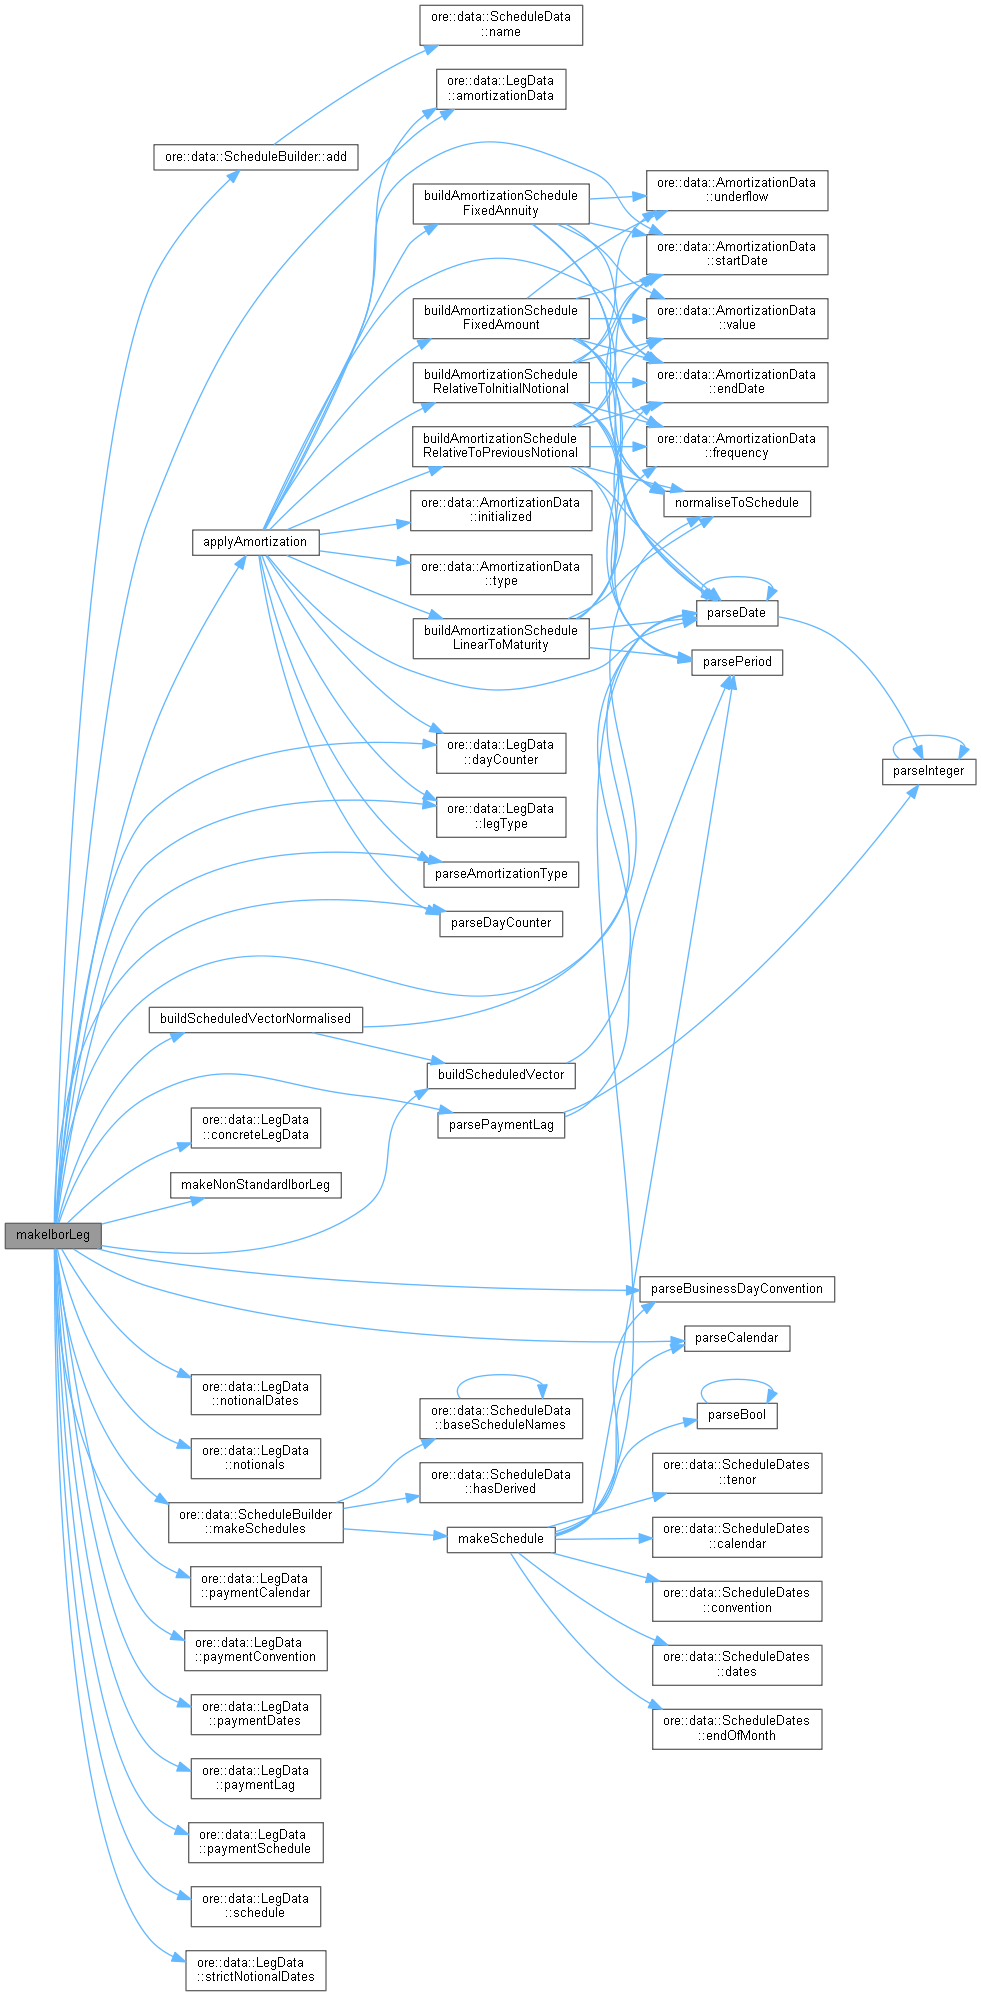 ore::data::ScheduleData
::name
ore::data::LegData
::amortizationData
ore::data::ScheduleBuilder::add
buildAmortizationSchedule
FixedAnnuity
ore::data::AmortizationData
::underflow
ore::data::AmortizationData
::startDate
buildAmortizationSchedule
FixedAmount
ore::data::AmortizationData
::value
buildAmortizationSchedule
RelativeToInitialNotional
ore::data::AmortizationData
::endDate
buildAmortizationSchedule
RelativeToPreviousNotional
ore::data::AmortizationData
::frequency
ore::data::AmortizationData
::initialized
normaliseToSchedule
applyAmortization
ore::data::AmortizationData
::type
buildAmortizationSchedule
LinearToMaturity
parseDate
parsePeriod
ore::data::LegData
::dayCounter
parseInteger
ore::data::LegData
::legType
parseAmortizationType
parseDayCounter
buildScheduledVectorNormalised
buildScheduledVector
ore::data::LegData
::concreteLegData
parsePaymentLag
makeNonStandardIborLeg
makeIborLeg
parseBusinessDayConvention
parseCalendar
ore::data::LegData
::notionalDates
ore::data::ScheduleData
::baseScheduleNames
parseBool
ore::data::LegData
::notionals
ore::data::ScheduleData
::hasDerived
ore::data::ScheduleDates
::tenor
ore::data::ScheduleBuilder
::makeSchedules
makeSchedule
ore::data::ScheduleDates
::calendar
ore::data::LegData
::paymentCalendar
ore::data::ScheduleDates
::convention
ore::data::LegData
::paymentConvention
ore::data::ScheduleDates
::dates
ore::data::LegData
::paymentDates
ore::data::ScheduleDates
::endOfMonth
ore::data::LegData
::paymentLag
ore::data::LegData
::paymentSchedule
ore::data::LegData
::schedule
ore::data::LegData
::strictNotionalDates